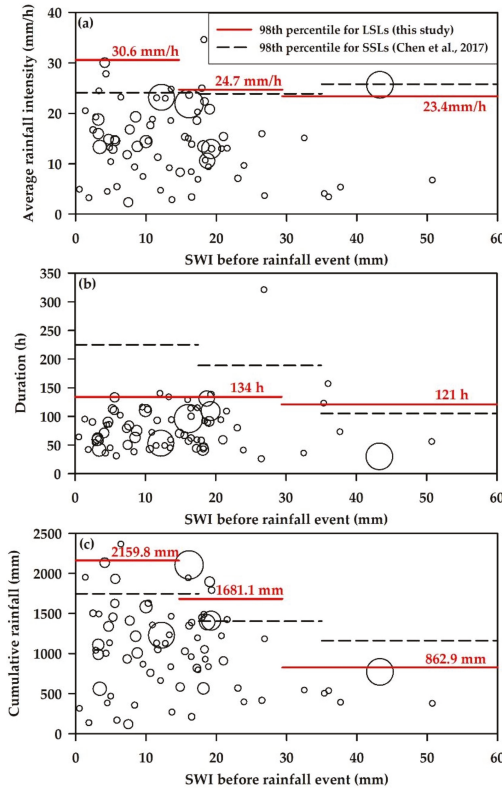 (a)
98th percentile for LSLs (this study)
98th percentile for SSLs (Chen et al., 2017)
30.6 mm/h
24.7 mm/h
23.4mm/h
Average rainfall intensity (mm/h)
40
30
20
10
0
0 10 20 30 40 50 60
SWI before rainfall event (mm)
(b)
134 h
121 h
Duration (h)
350
300
250
200
150
100
50
0
0 10 20 30 40 50 60
SWI before rainfall event (mm)
(c)
2159.8 mm
1681.1 mm
862.9 mm
Cumulative rainfall (mm)
2500
2000
1500
1000
500
0
0 10 20 30 40 50 60
SWI before rainfall event (mm)